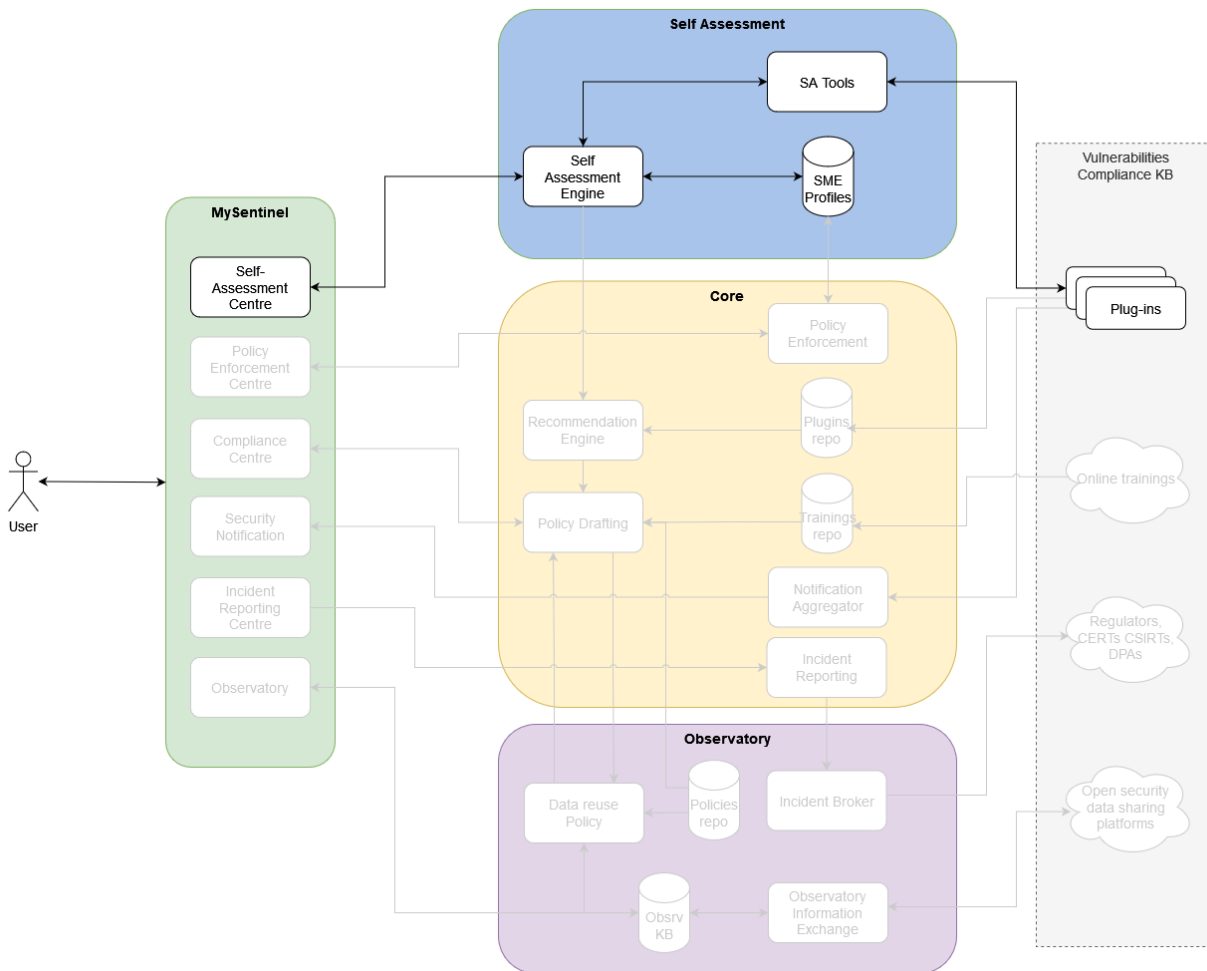 Self Assessment
SA Tools
Self
Assessment
Engine
SME
Profiles
Vulnerabilities
Compliance KB
Plug-ins
Online trainings
Regulators,
CERTs CSIRTs,
DPAs
Open security
data sharing
platforms
MySentinel
Self-
Assessment
Centre
Policy
Enforcement
Centre
Compliance
Centre
Security
Notification
Incident
Reporting
Centre
Observatory
User
Core
Policy
Enforcement
Recommendation
Engine
Plugins
repo
Policy Drafting
Trainings
repo
Notification
Aggregator
Incident
Reporting
Observatory
Data reuse
Policy
Policies
repo
Incident Broker
Obsrv
KB
Observatory
Information
Exchange